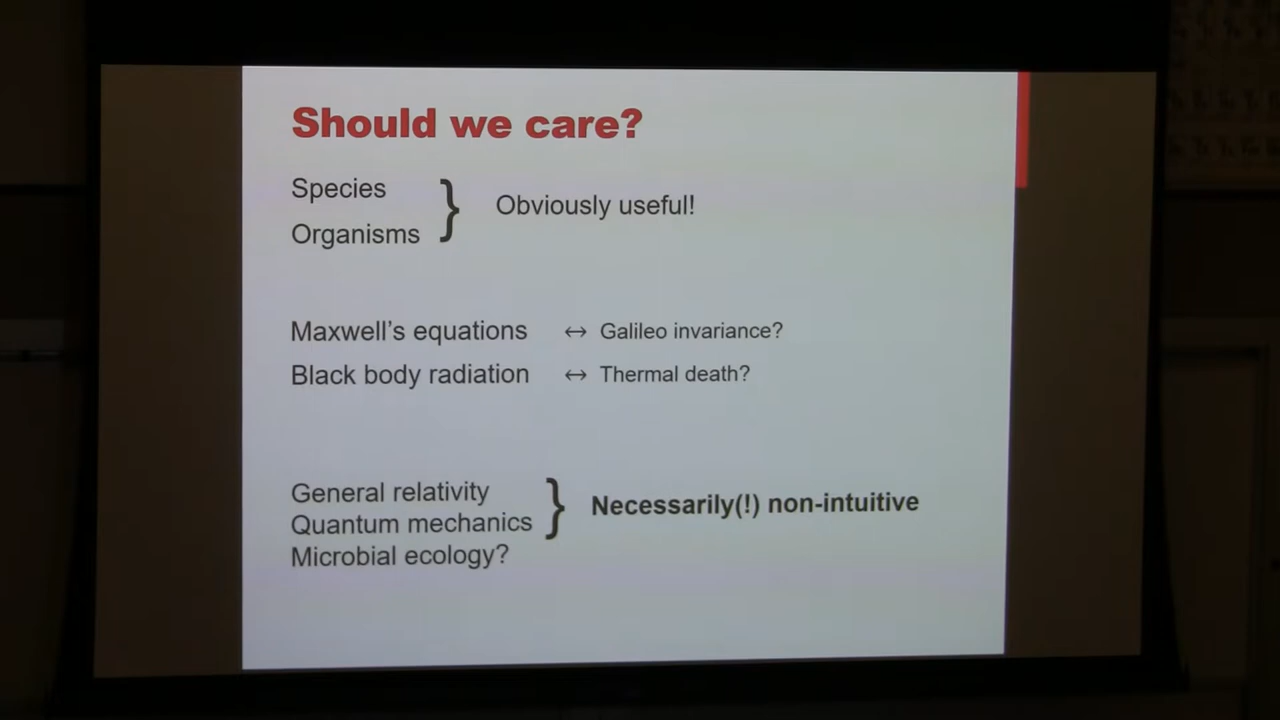 Should we care?
Species
Organisms
} Obviously useful!
Maxwell's equations ↔ Galileo invariance?
Black body radiation ↔ Thermal death?
General relativity
Quantum mechanics
} Necessarily(!) non-intuitive
Microbial ecology?